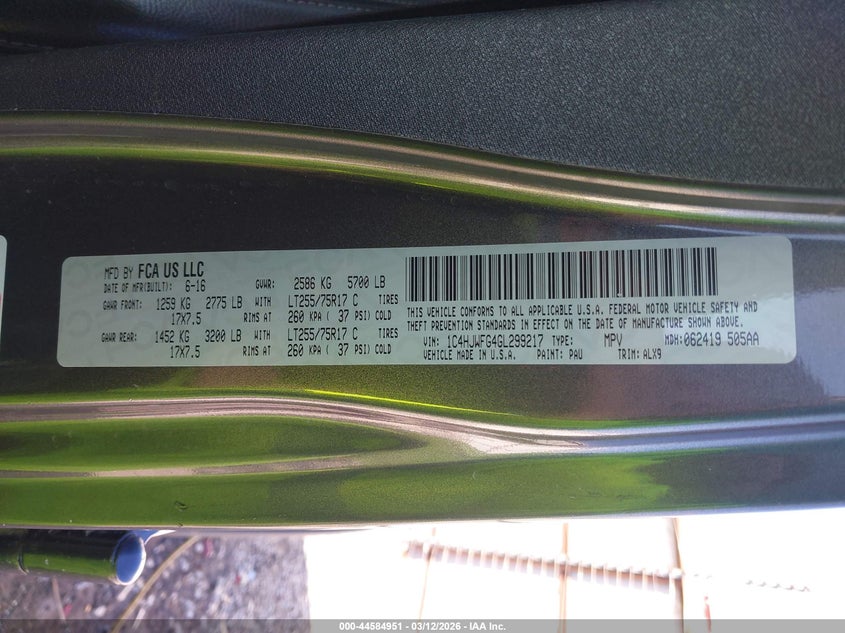 MFD BY FCA US LLC
DATE OF MFR(BUILT): 6-16 GVWR: 2586 KG 5700 LB
GAWR FRONT: 1259 KG 2775 LB WITH LT255/75R17 C TIRES
17X7.5 RIMS AT 260 KPA ( 37 PSI) COLD
GAWR REAR: 1452 KG 3200 LB WITH LT255/75R17 C TIRES
17X7.5 RIMS AT 260 KPA ( 37 PSI) COLD
THIS VEHICLE CONFORMS TO ALL APPLICABLE U.S.A. FEDERAL MOTOR VEHICLE SAFETY AND
THEFT PREVENTION STANDARDS IN EFFECT ON THE DATE OF MANUFACTURE SHOWN ABOVE.
VIN: 1C4HJWFG4GL299217 TYPE: MPV MDH: 062419 505AA
VEHICLE MADE IN U.S.A. PAINT: PAU TRIM: ALX9
000-44584951 — 03/12/2026 — IAA Inc.